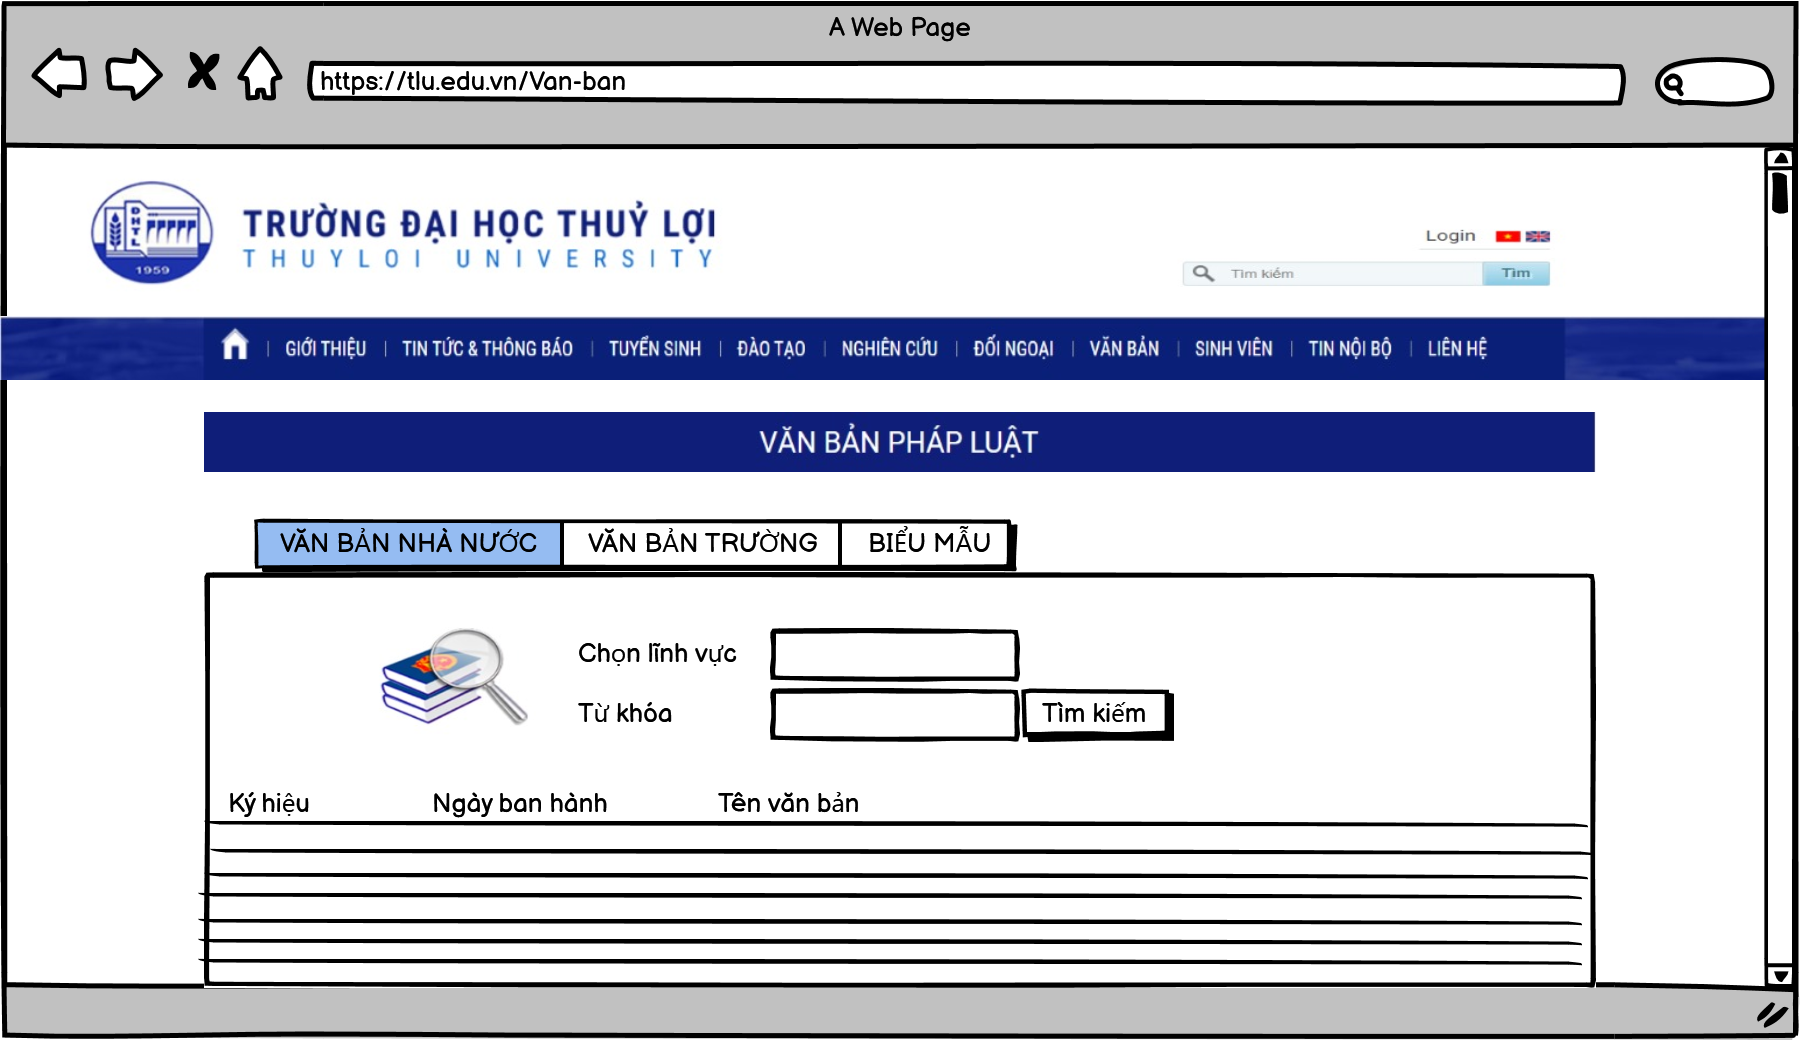 A Web Page
https://tlu.edu.vn/Van-ban
DHTL
1959
TRƯỜNG ĐẠI HỌC THUỶ LỢI
THUYLOI UNIVERSITY
Login
Tìm kiếm
Tìm
GIỚI THIỆU | TIN TỨC & THÔNG BÁO | TUYỂN SINH | ĐÀO TẠO | NGHIÊN CỨU | ĐỐI NGOẠI | VĂN BẢN | SINH VIÊN | TIN NỘI BỘ | LIÊN HỆ
VĂN BẢN PHÁP LUẬT
VĂN BẢN NHÀ NƯỚC VĂN BẢN TRƯỜNG BIỂU MẪU
Chọn lĩnh vực
Từ khóa
Tìm kiếm
Ký hiệu Ngày ban hành Tên văn bản